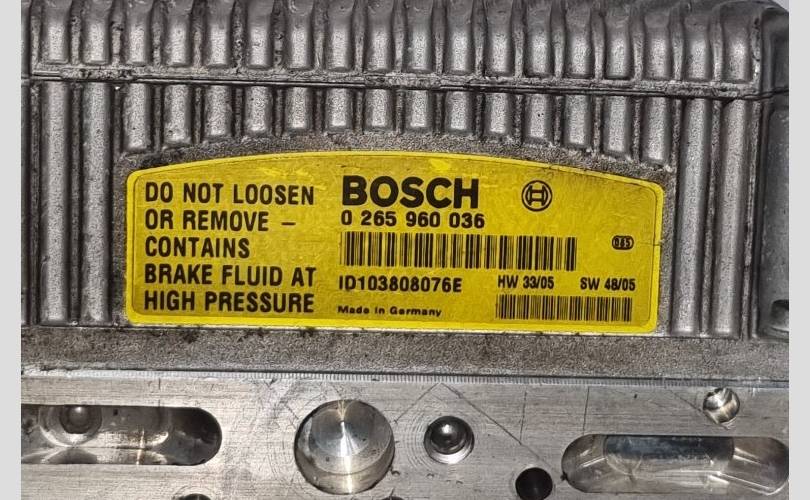 DO NOT LOOSEN
OR REMOVE –
CONTAINS
BRAKE FLUID AT
HIGH PRESSURE
BOSCH
0 265 960 036
ID103808076E
Made in Germany
HW 33/05 SW 48/05